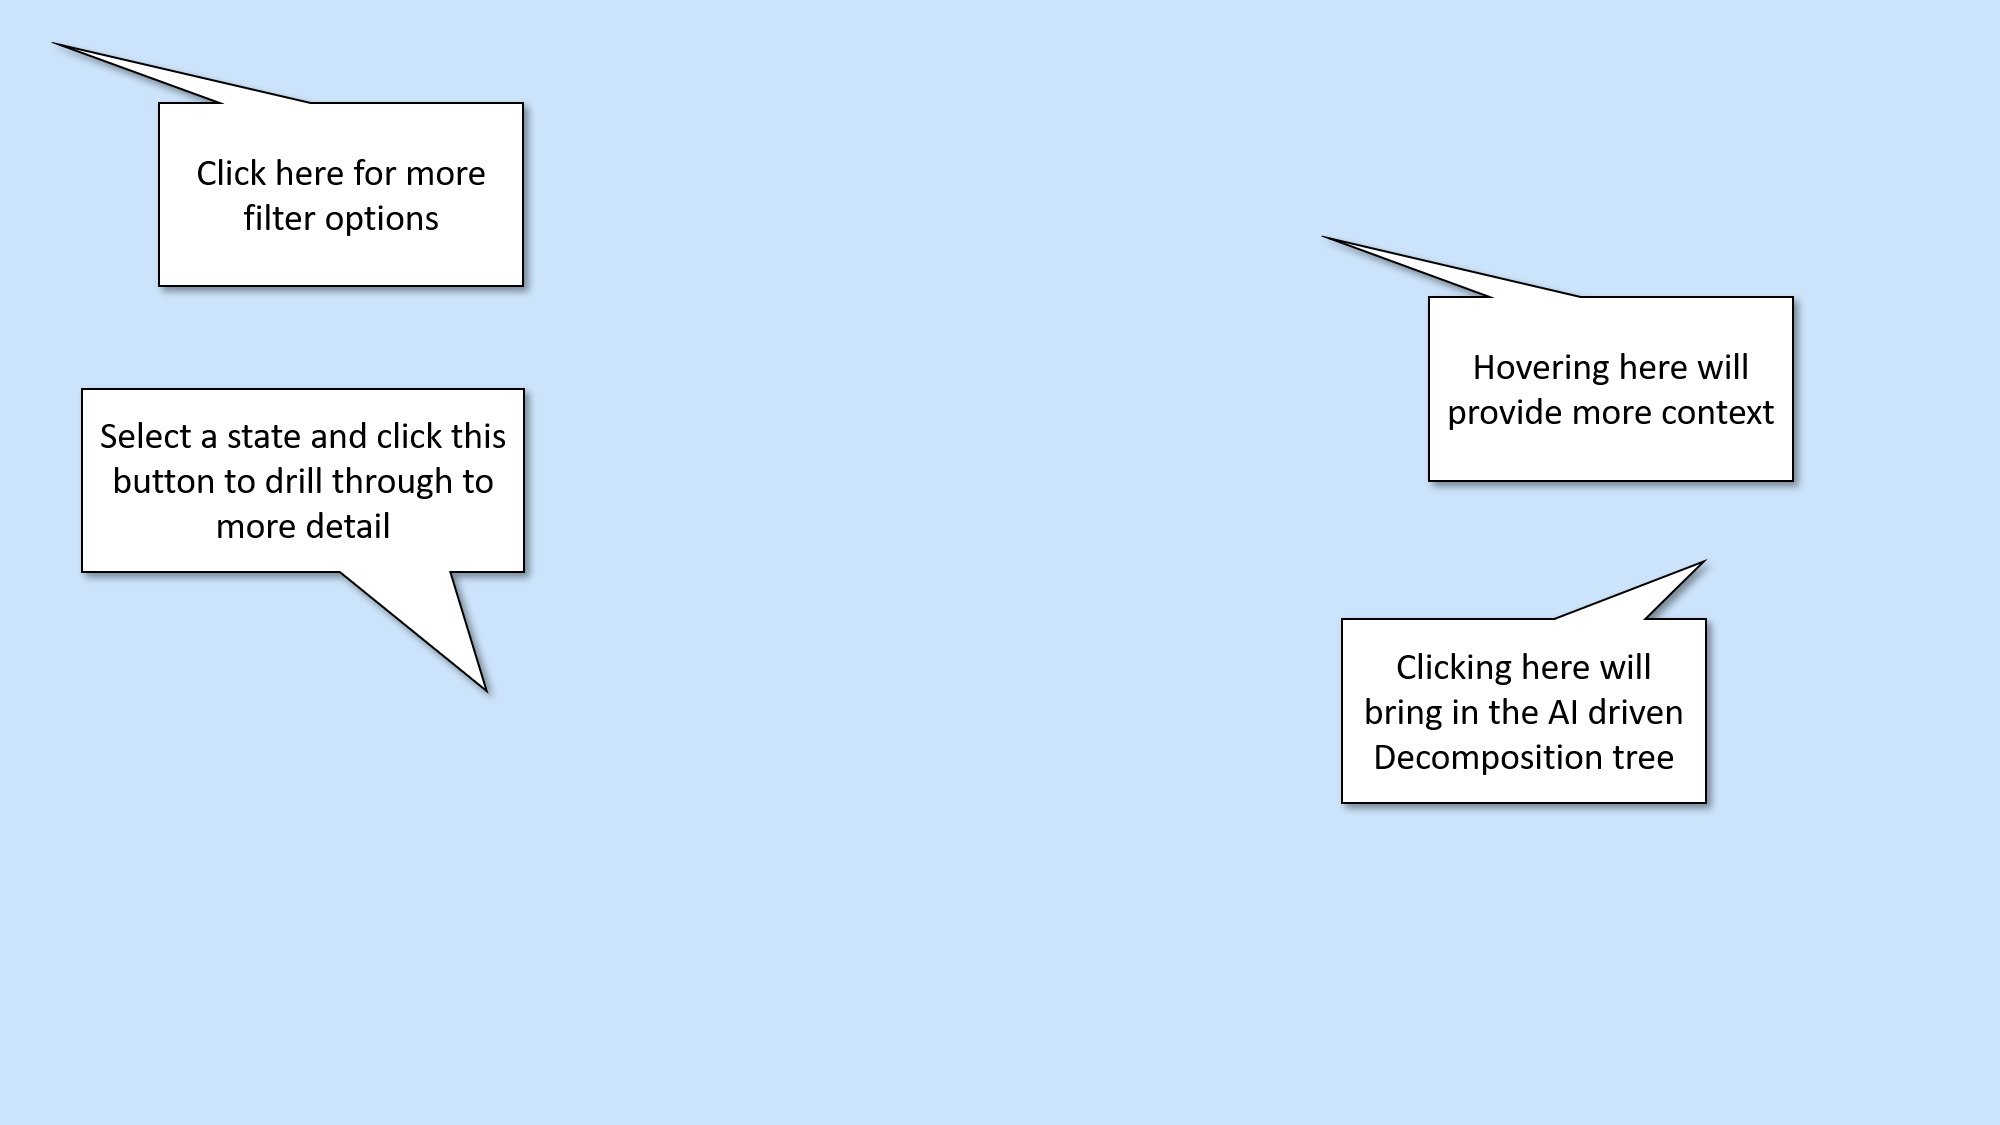 Click here for more
filter options
Select a state and click this
button to drill through to
more detail
Hovering here will
provide more context
Clicking here will
bring in the AI driven
Decomposition tree